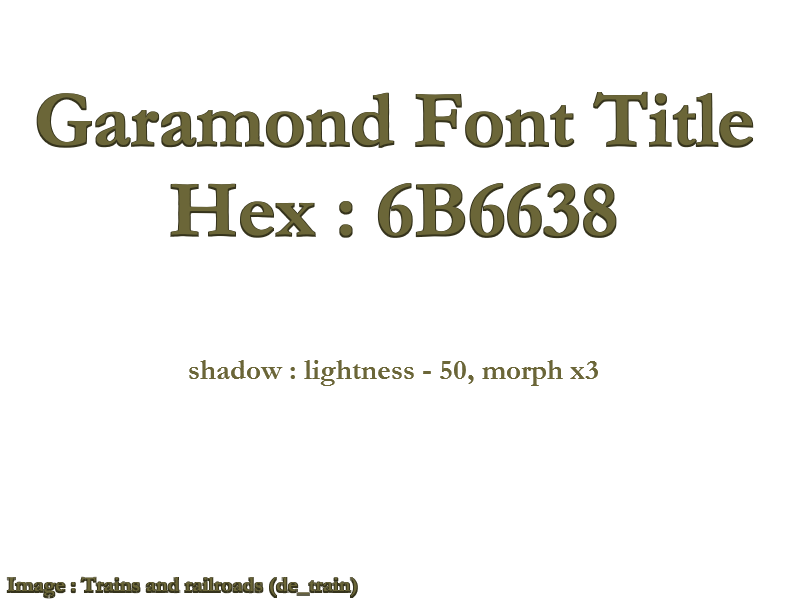 Garamond Font Title
Hex : 6B6638
shadow : lightness - 50, morph x3
Image : Trains and railroads (de_train)